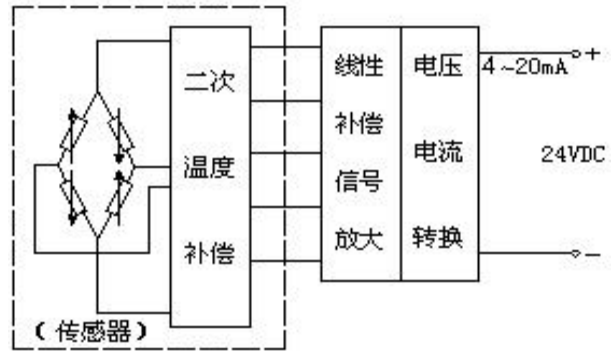 二次
温度
补偿
(传感器)
线性
补偿
信号
放大
电压
电流
转换
4~20mA
+
24VDC
-